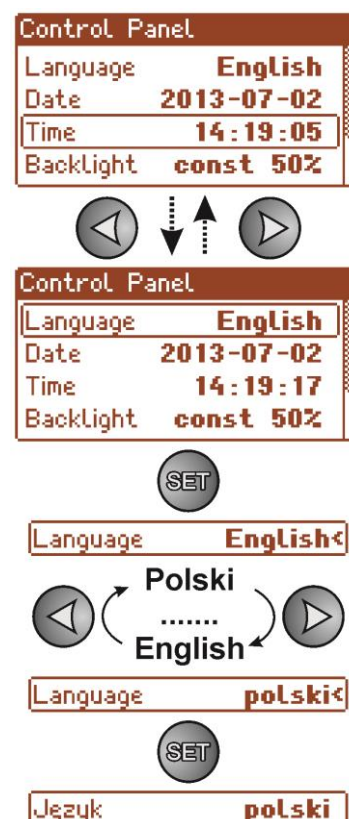 Control Panel
Language English
Date 2013-07-02
Time 14:19:05
Backlight const 50%
Control Panel
Language English
Date 2013-07-02
Time 14:19:17
Backlight const 50%
SET
Language English<
Polski
.......
English
Language polski<
SET
Język polski